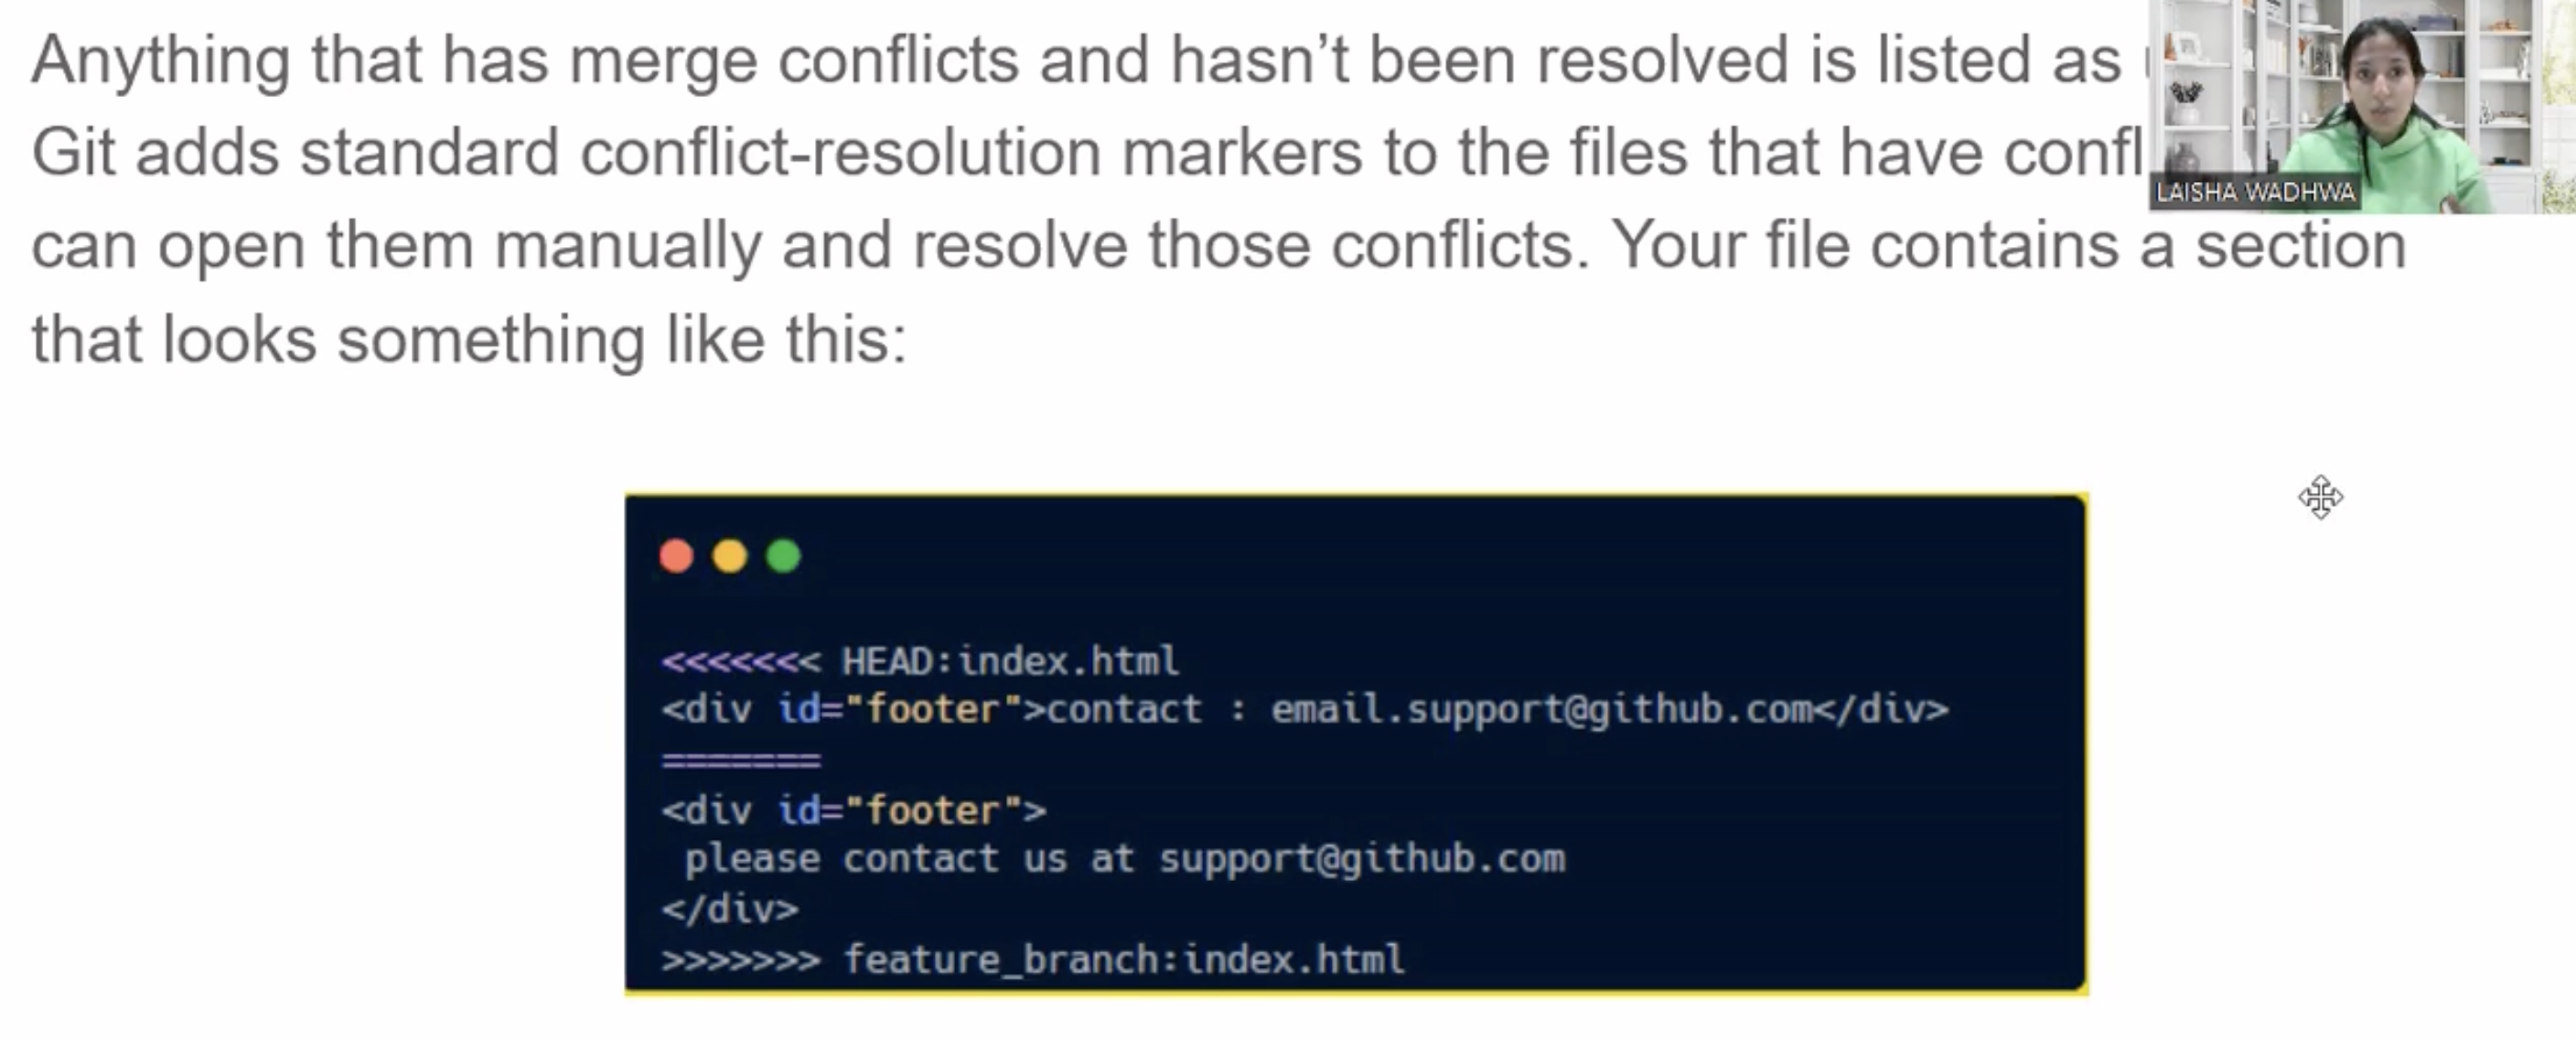 Anything that has merge conflicts and hasn’t been resolved is listed as
Git adds standard conflict-resolution markers to the files that have confl
can open them manually and resolve those conflicts. Your file contains a section
that looks something like this:
LAISHA WADHWA
<<<<<<< HEAD:index.html
<div id="footer">contact : email.support@github.com</div>
=======
<div id="footer">
please contact us at support@github.com
</div>
>>>>>>> feature_branch:index.html